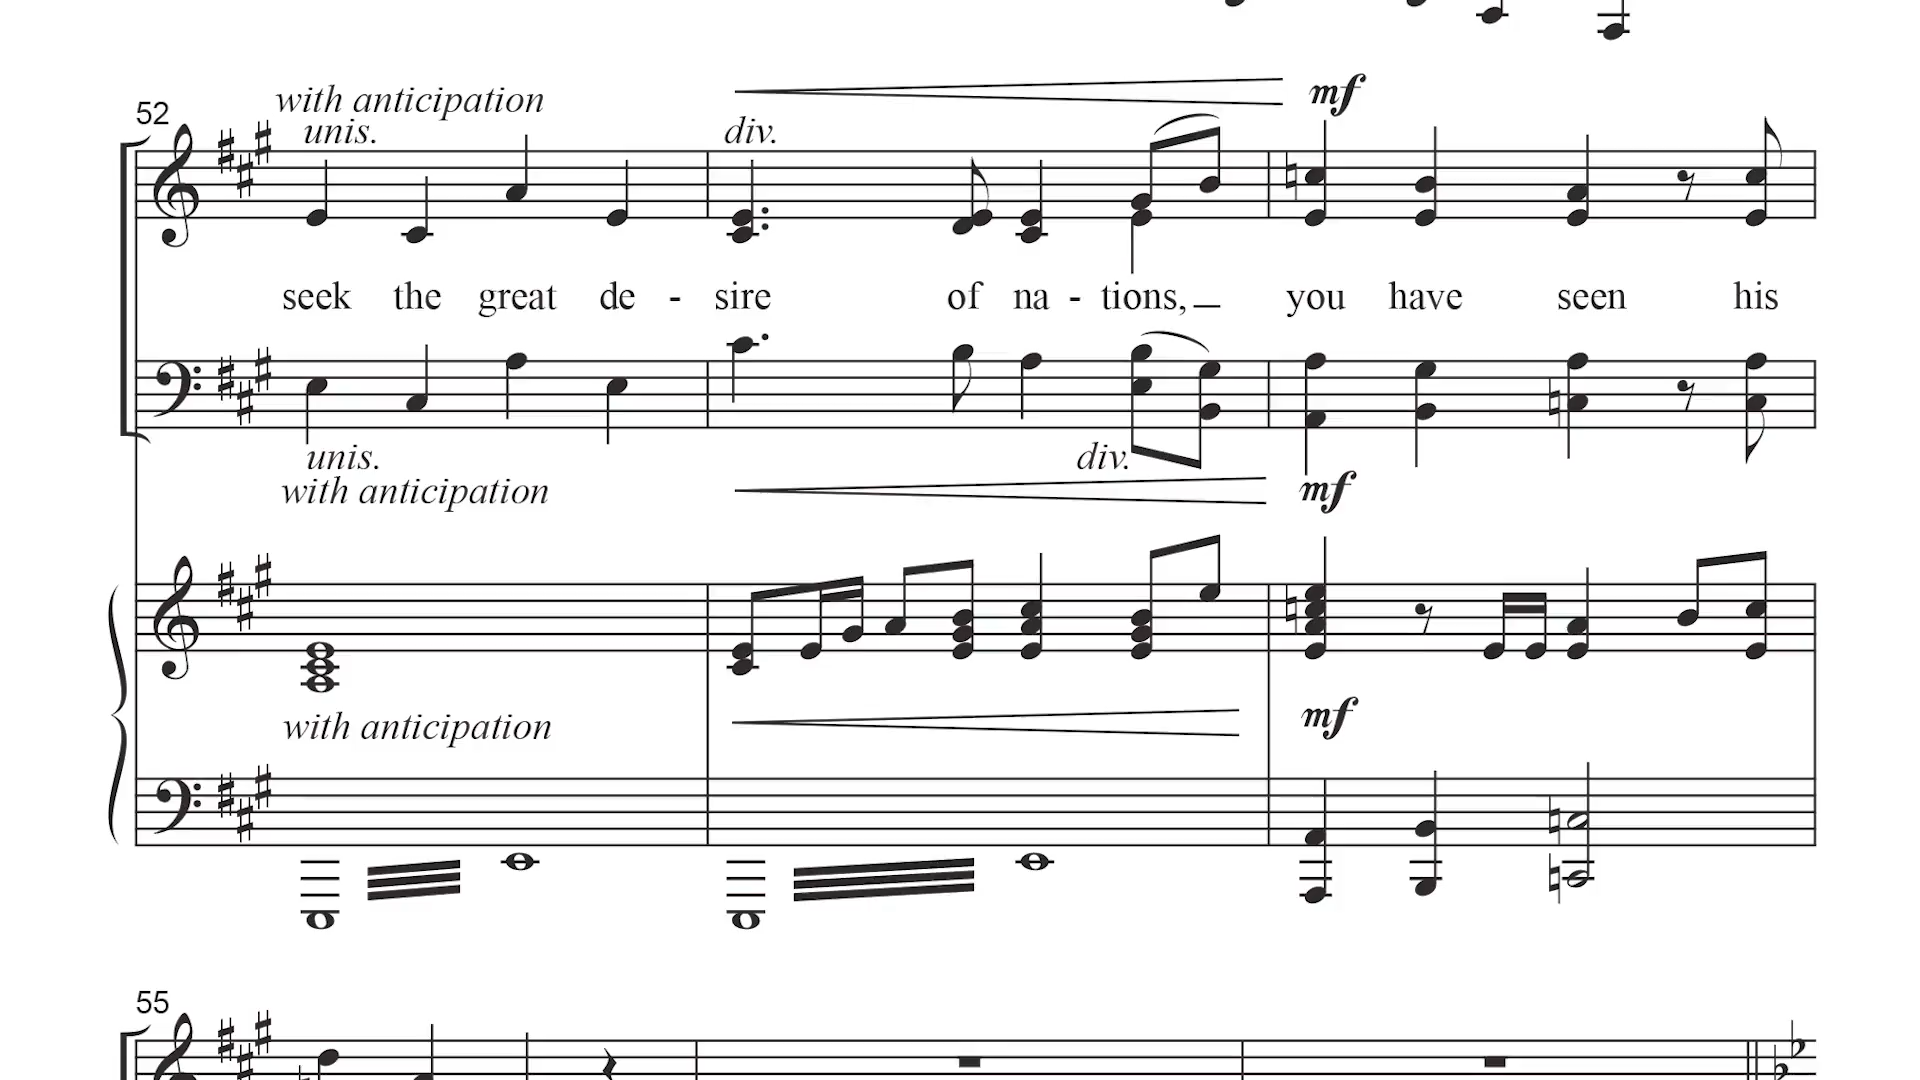 with anticipation
mf
52
unis.
div.
seek the great de - sire of na - tions, you have seen his
unis.
div.
with anticipation
mf
with anticipation
mf
55